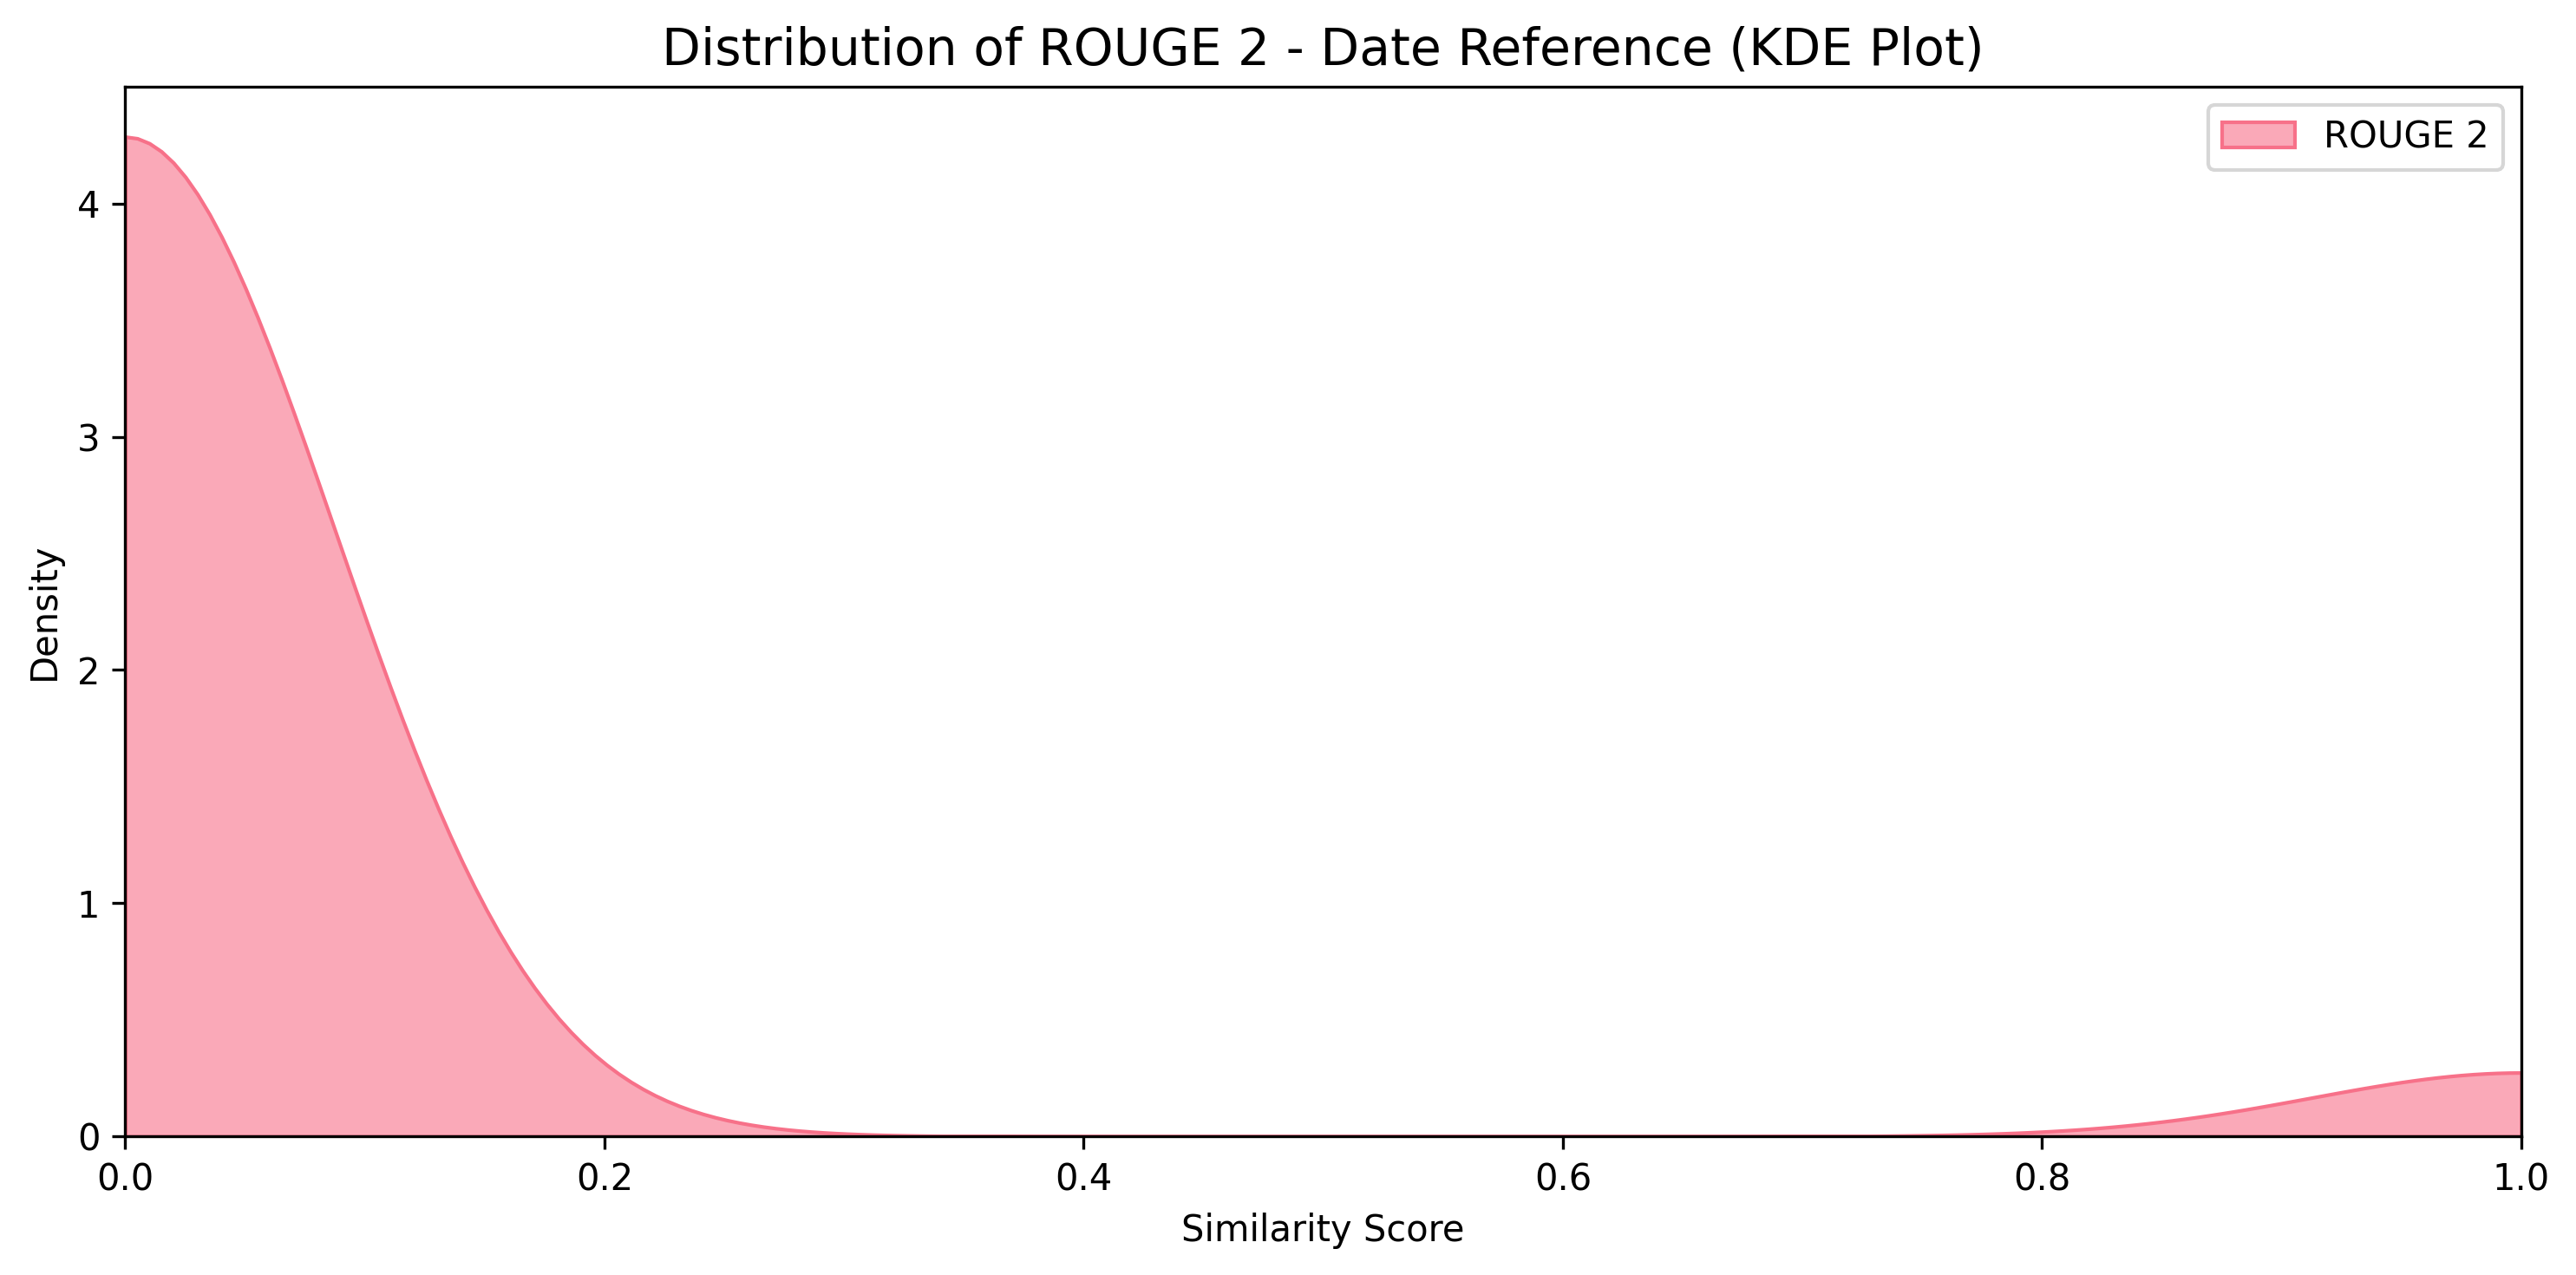 Distribution of ROUGE 2 - Date Reference (KDE Plot)
ROUGE 2
Density
4
3
2
1
0
0.0 0.2 0.4 0.6 0.8 1.0
Similarity Score